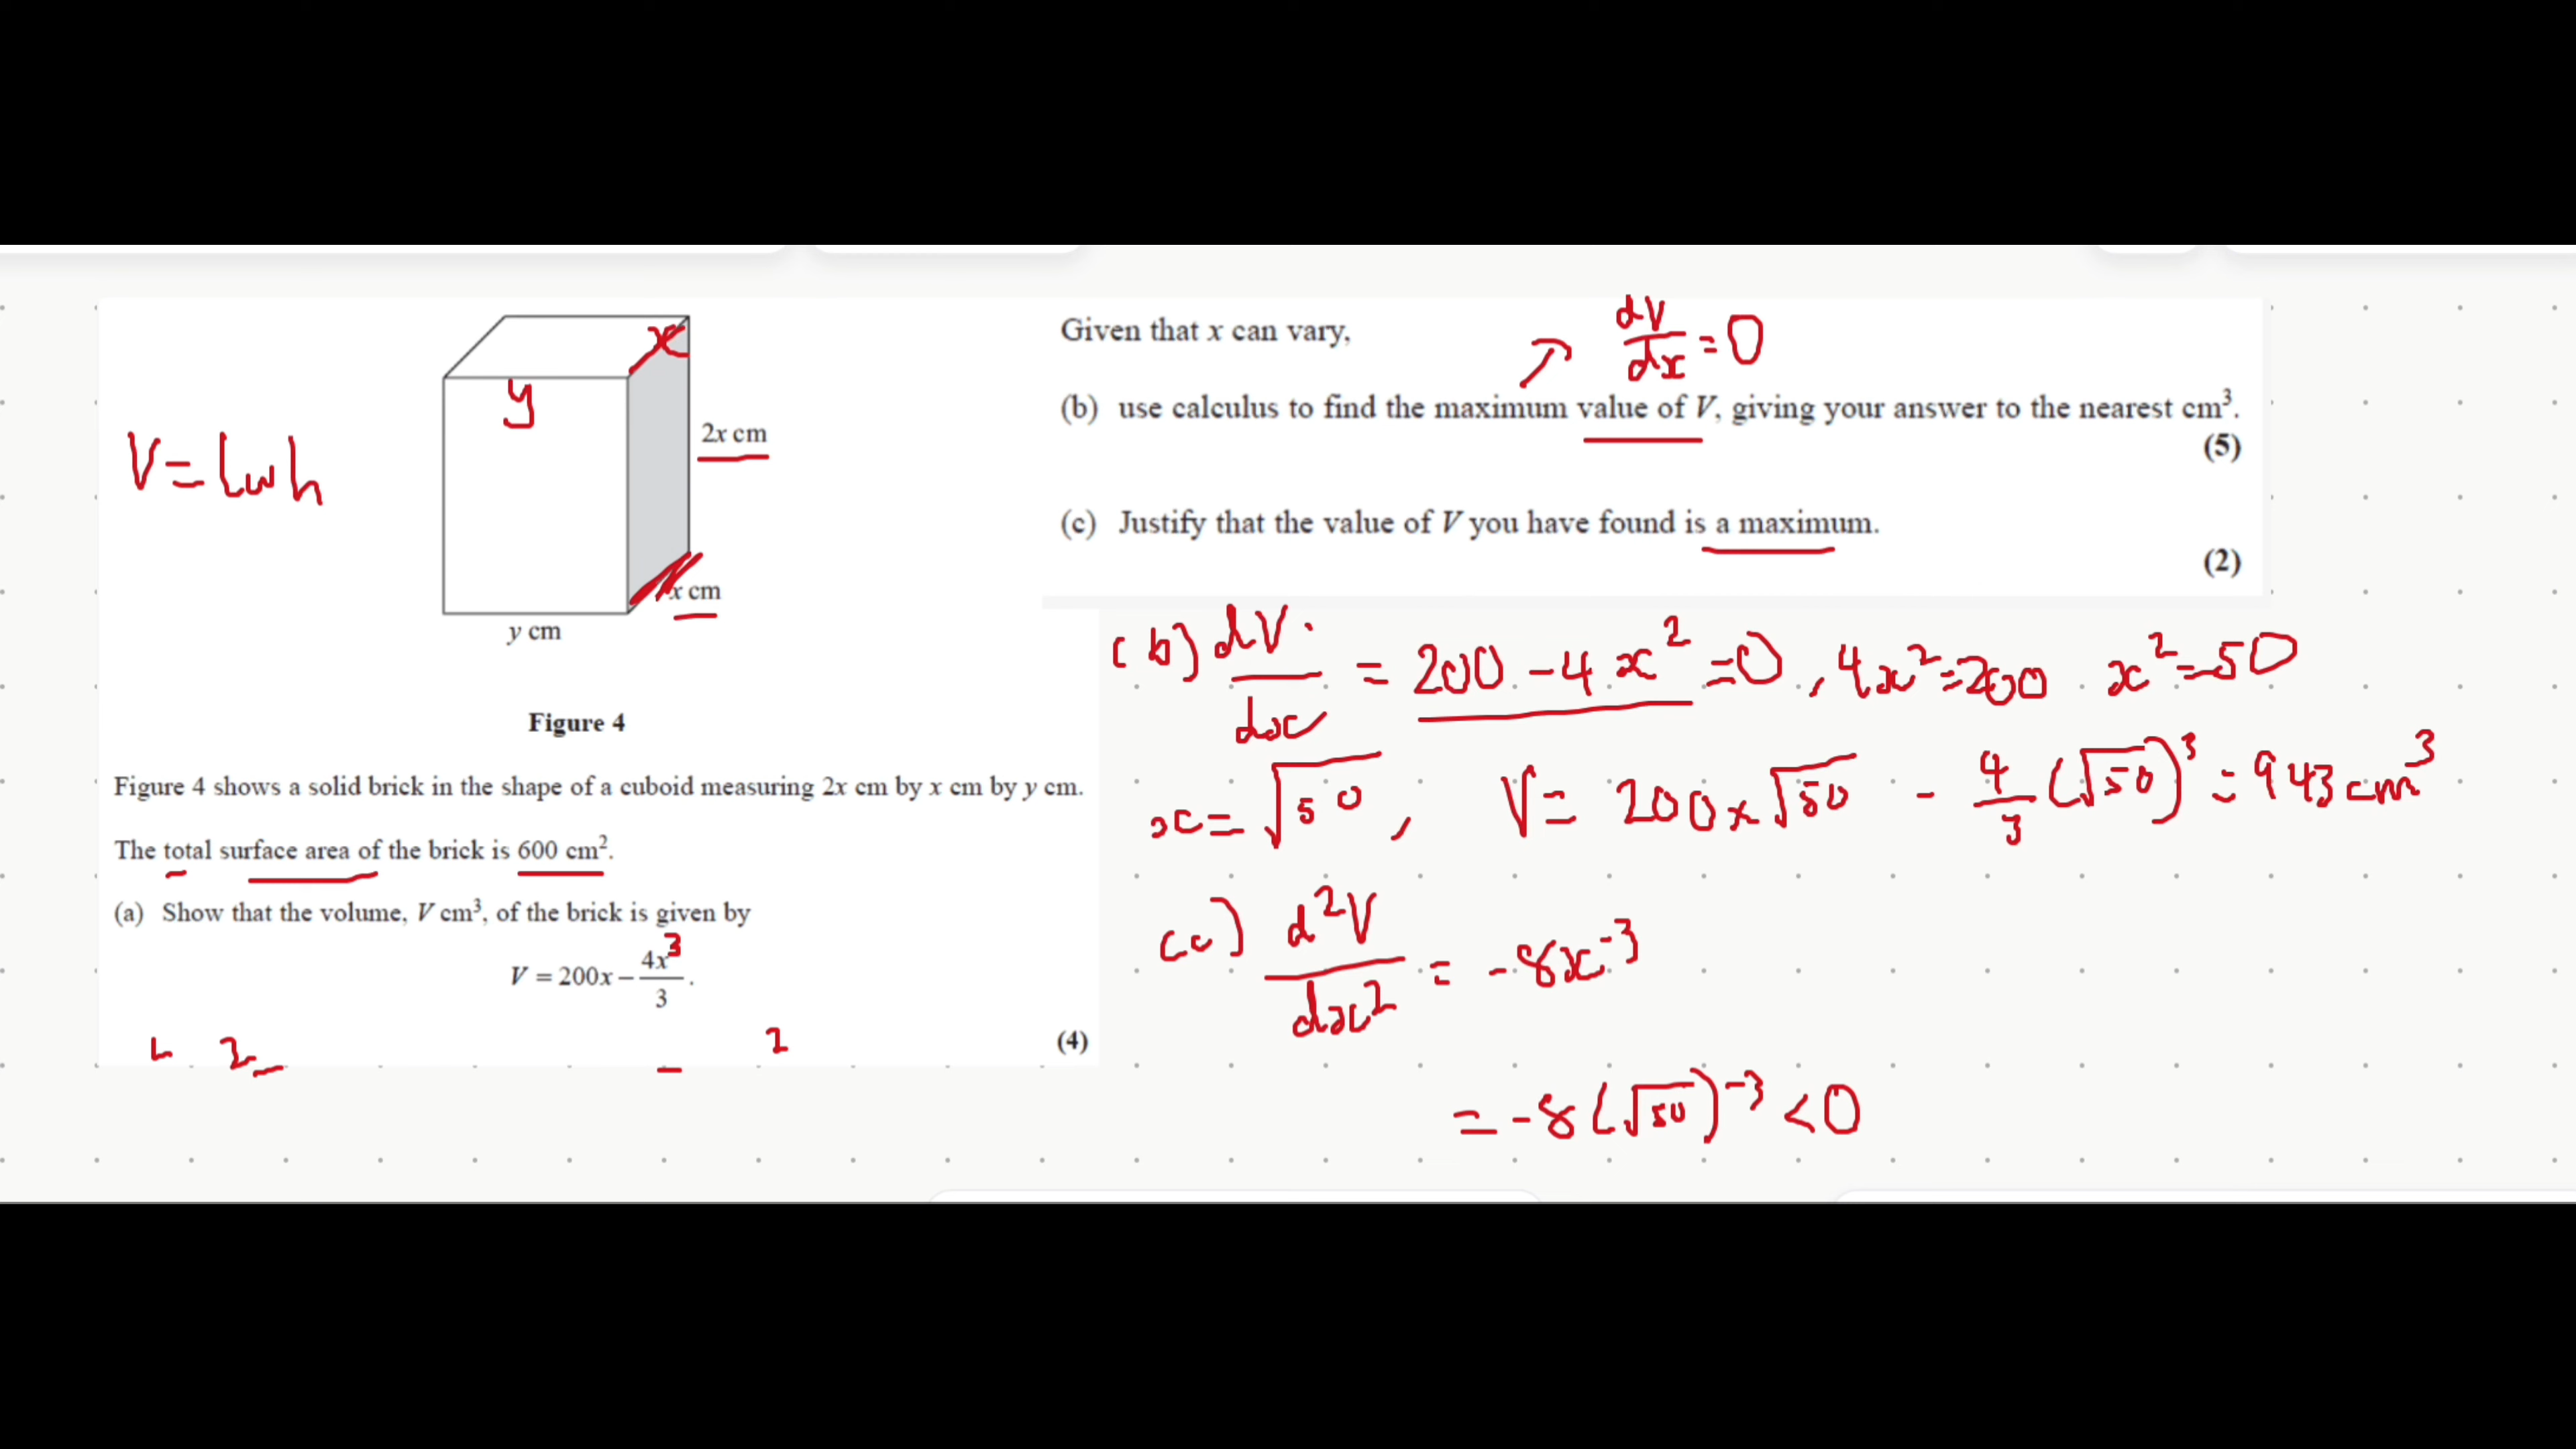 x
y
V = lwh
2x cm
x cm
y cm
Figure 4
Figure 4 shows a solid brick in the shape of a cuboid measuring 2x cm by x cm by y cm.
The total surface area of the brick is 600 cm².
(a) Show that the volume, V cm³, of the brick is given by
V = 200x − 4x³/3 .
(4)
2 2
dV/dx = 0
Given that x can vary,
(b) use calculus to find the maximum value of V, giving your answer to the nearest cm³.
(5)
(c) Justify that the value of V you have found is a maximum.
(2)
(b) dV/dx = 200 − 4x² = 0 , 4x² = 200 x² = 50
x = √50 , V = 200 × √50 − 4/3 (√50)³ = 943 cm³
(c) d²V/dx² = −8x⁻³
= −8(√50)⁻³ < 0